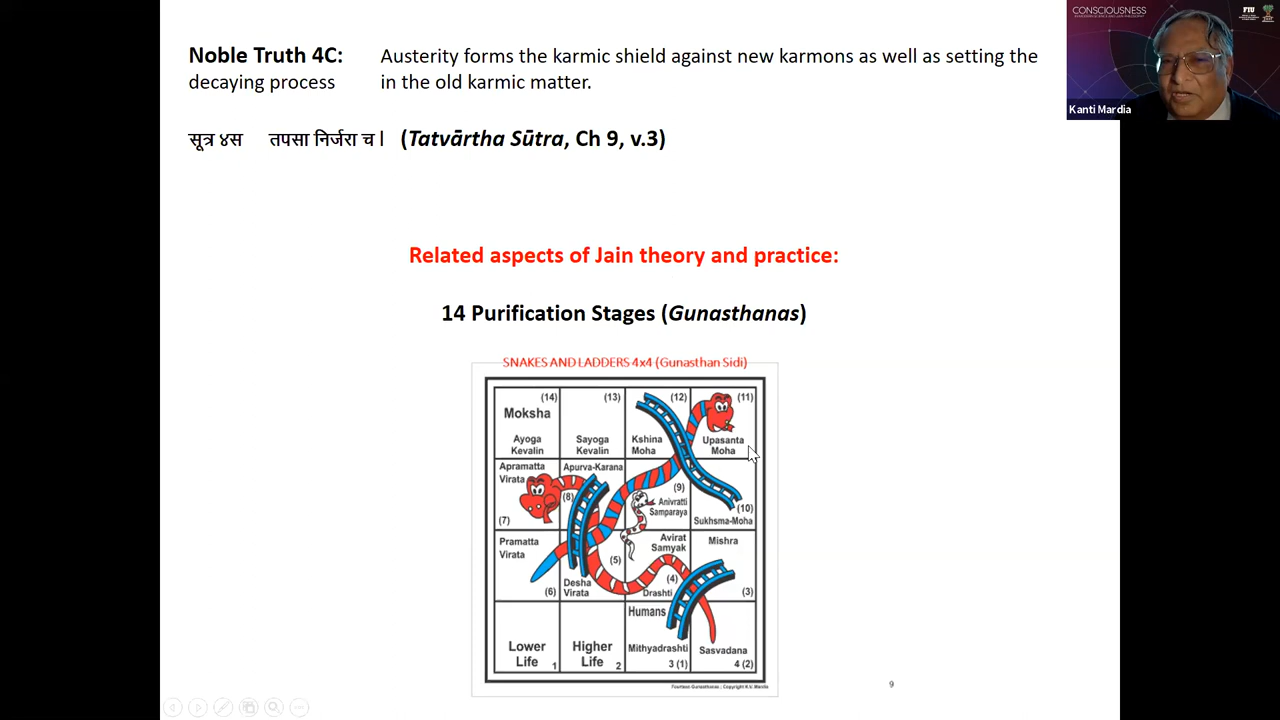 Noble Truth 4C: Austerity forms the karmic shield against new karmons as well as setting the
decaying process in the old karmic matter.
सूत्र ४स तपसा निर्जरा च। (Tatvārtha Sūtra, Ch 9, v.3)
Related aspects of Jain theory and practice:
14 Purification Stages (Gunasthanas)
SNAKES AND LADDERS 4x4 (Gunasthan Sidi)
(14) (13) (12) (11)
Moksha
Ayoga Sayoga Kshina Upasanta
Kevalin Kevalin Moha Moha
Apramatta Apurva-Karana
Virata
(8) (9)
Anivratti
Samparaya
(10)
(7) Sukhsma-Moha
Pramatta Avirat Mishra
Virata Samyak
(5)
(4)
Desha
(6) Virata Drashti (3)
Humans
Lower Higher Mithyadrashti Sasvadana
Life 1 Life 2 3 (1) 4 (2)
Fourteen Gunasthanas ; Copyright K.V. Mardia
9
CONSCIOUSNESS
FIU
Kanti Mardia